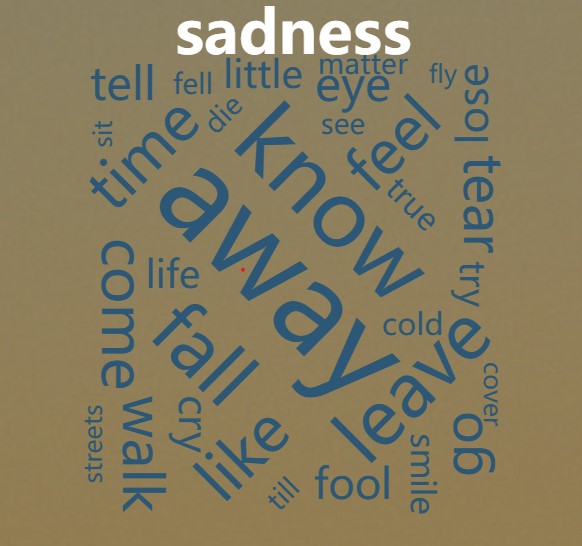 sadness
tell
fell
little
matter
eye
fly
lose
sit
time
die
know
see
feel
true
tear
away
come
life
try
fall
cold
leave
cover
streets
walk
cry
like
till
fool
smile
go